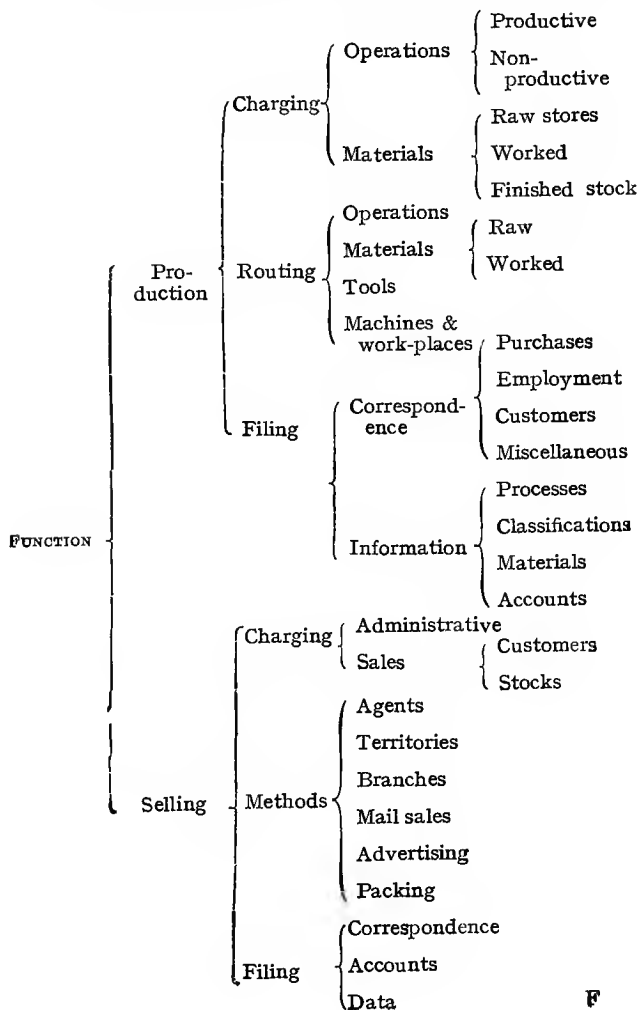 Productive
Operations
Non-
productive
Charging
Raw stores
Materials
Worked
Finished stock
Operations
Raw
Materials
Pro-
duction
Routing
Worked
Tools
Machines &
work-places
Purchases
Employment
Correspond-
ence
Filing
Customers
Miscellaneous
Processes
Classifications
FUNCTION
Information
Materials
Accounts
Administrative
Charging
Customers
Sales
Stocks
Agents
Territories
Branches
Selling
Methods
Mail sales
Advertising
Packing
Correspondence
Filing
Accounts
Data
F